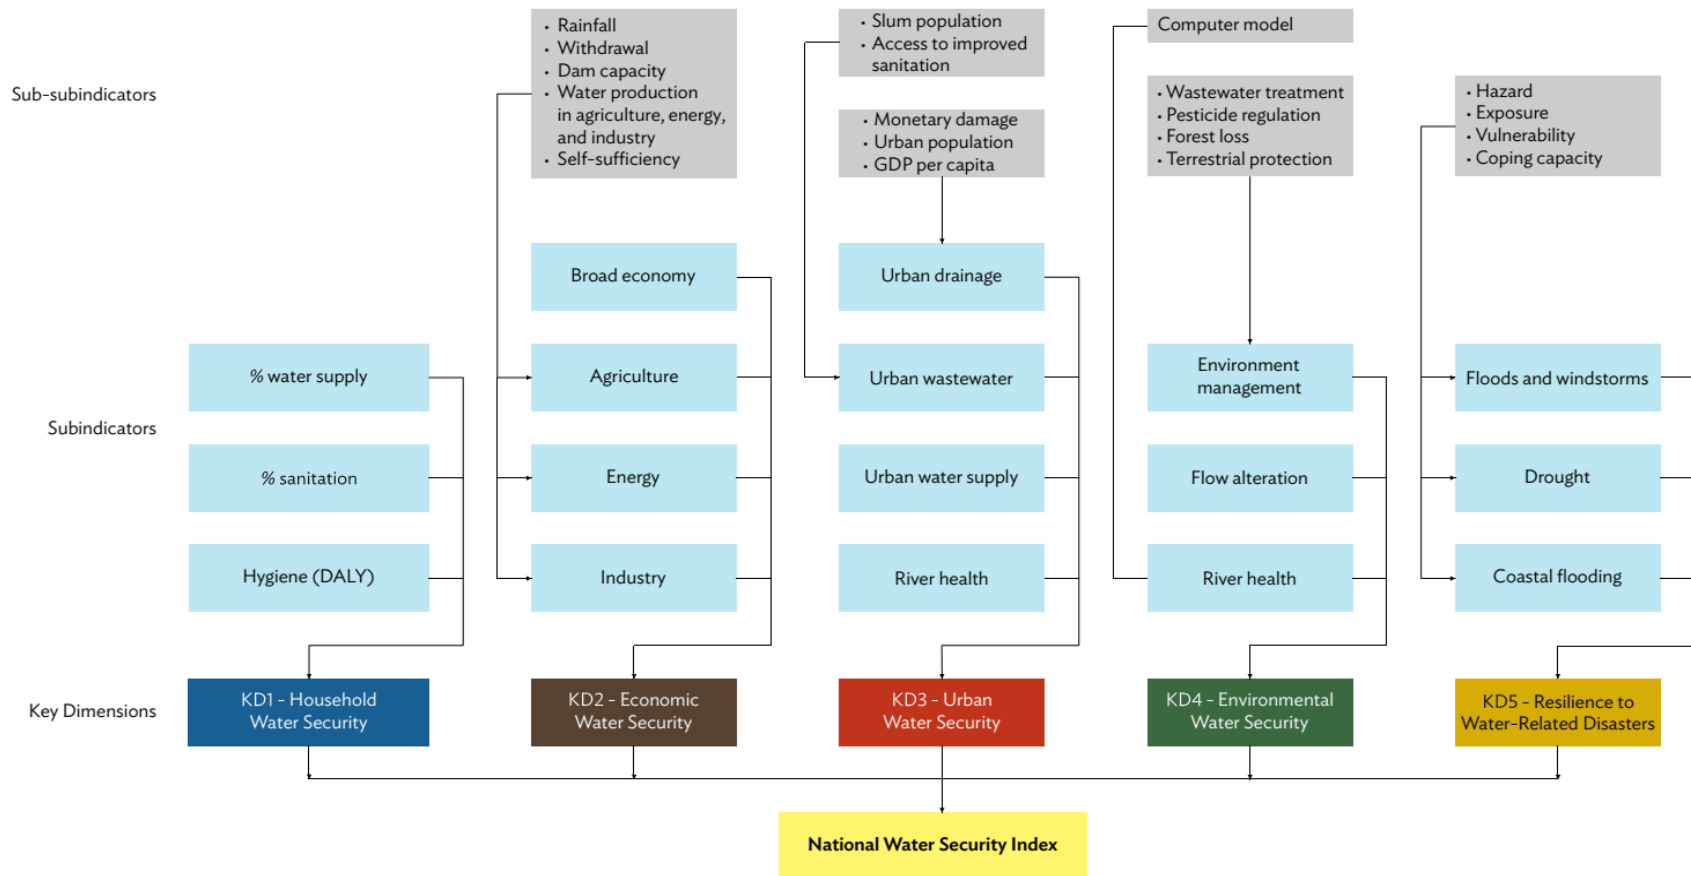 Sub-subindicators
• Rainfall
• Withdrawal
• Dam capacity
• Water production
in agriculture, energy,
and industry
• Self-sufficiency
• Slum population
• Access to improved
sanitation
• Monetary damage
• Urban population
• GDP per capita
Computer model
• Wastewater treatment
• Pesticide regulation
• Forest loss
• Terrestrial protection
• Hazard
• Exposure
• Vulnerability
• Coping capacity
Subindicators
% water supply
% sanitation
Hygiene (DALY)
Broad economy
Agriculture
Energy
Industry
Urban drainage
Urban wastewater
Urban water supply
River health
Environment
management
Flow alteration
River health
Floods and windstorms
Drought
Coastal flooding
Key Dimensions
KD1 - Household
Water Security
KD2 - Economic
Water Security
KD3 - Urban
Water Security
KD4 - Environmental
Water Security
KD5 - Resilience to
Water-Related Disasters
National Water Security Index